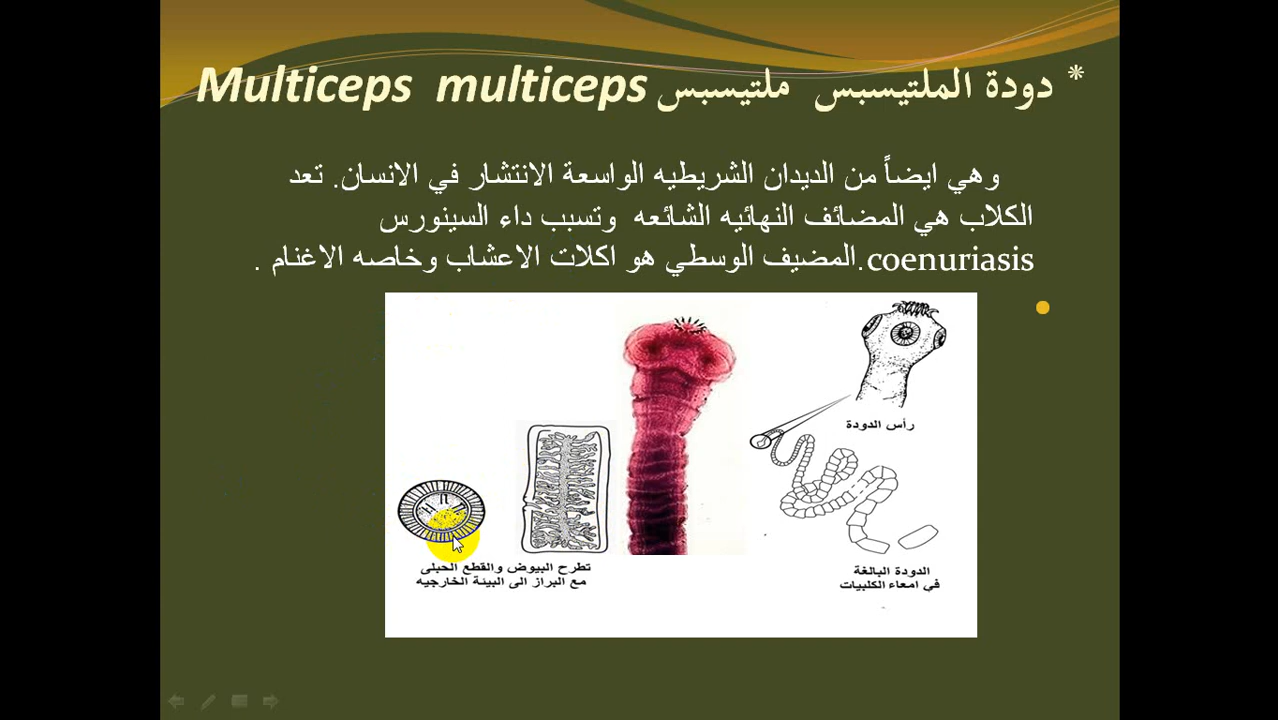 * دودة الملتيسبس ملتيسبس Multiceps multiceps
وهي ايضاً من الديدان الشريطيه الواسعة الانتشار في الانسان. تعد
الكلاب هي المضائف النهائيه الشائعه وتسبب داء السينورس
coenuriasis.المضيف الوسطي هو اكلات الاعشاب وخاصه الاغنام .
رأس الدودة
الدودة البالغة
في امعاء الكلبيات
تطرح البيوض والقطع الحبلى
مع البراز الى البيئة الخارجيه